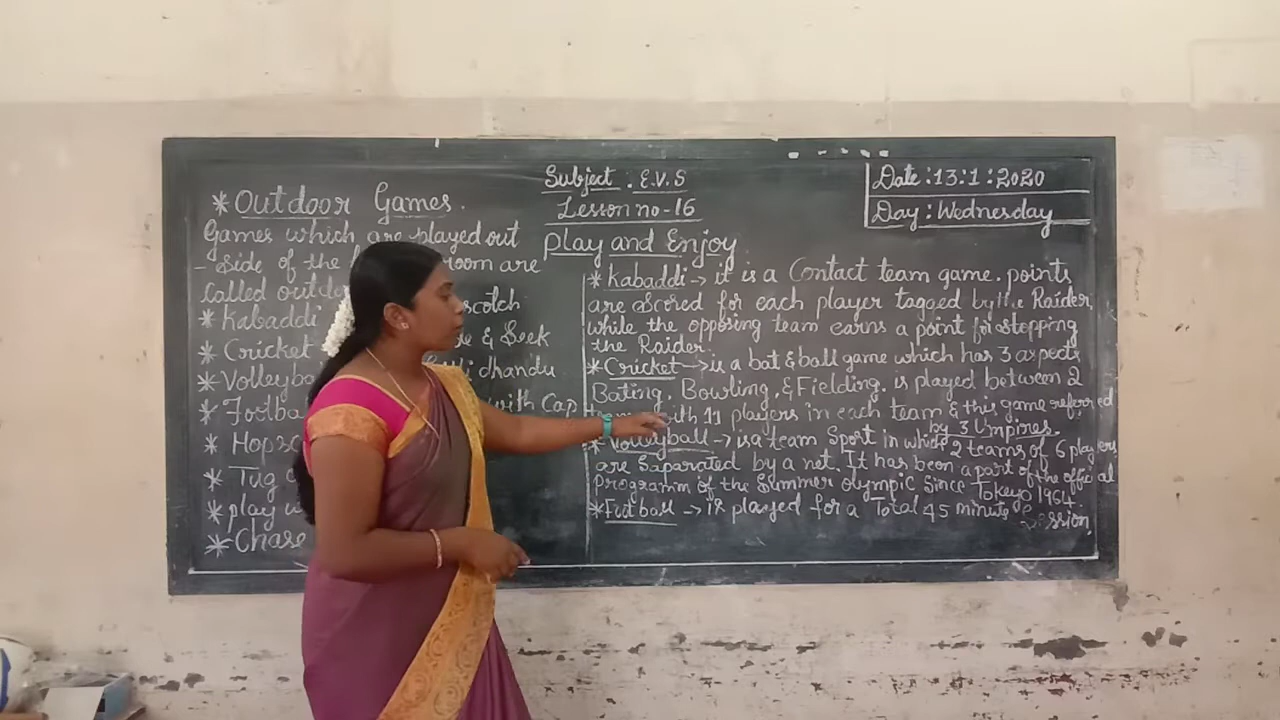 Subject : E.V.S
Lesson no-16
Play and Enjoy
Date : 13:1:2020
Day : Wednesday
* Outdoor Games.
Games which are played out
- Side of the room are
Called
* Kabaddi scotch
* Cricket & Seek
* Volleyba dhandu
* Footba with Cap
* Hops
* Tug
* play
* Chase
* Kabaddi -> it is a Contact team game. points
are Scored for each player tagged by the Raider,
while the opposing team earns a point for stopping
the Raider
* Cricket -> is a bat & ball game which has 3 aspects
Bating, Bowling, & Fielding. is played between 2
with 11 players in each team & this game referred
by 3 Umpires.
* Volleyball -> is a team Sport in which 2 teams of 6 players
are Saparated by a net. It has been a part of the official
Programm of the Summer olympic Since Tokeyo 1964
* Football -> is played for a Total 45 minute Session